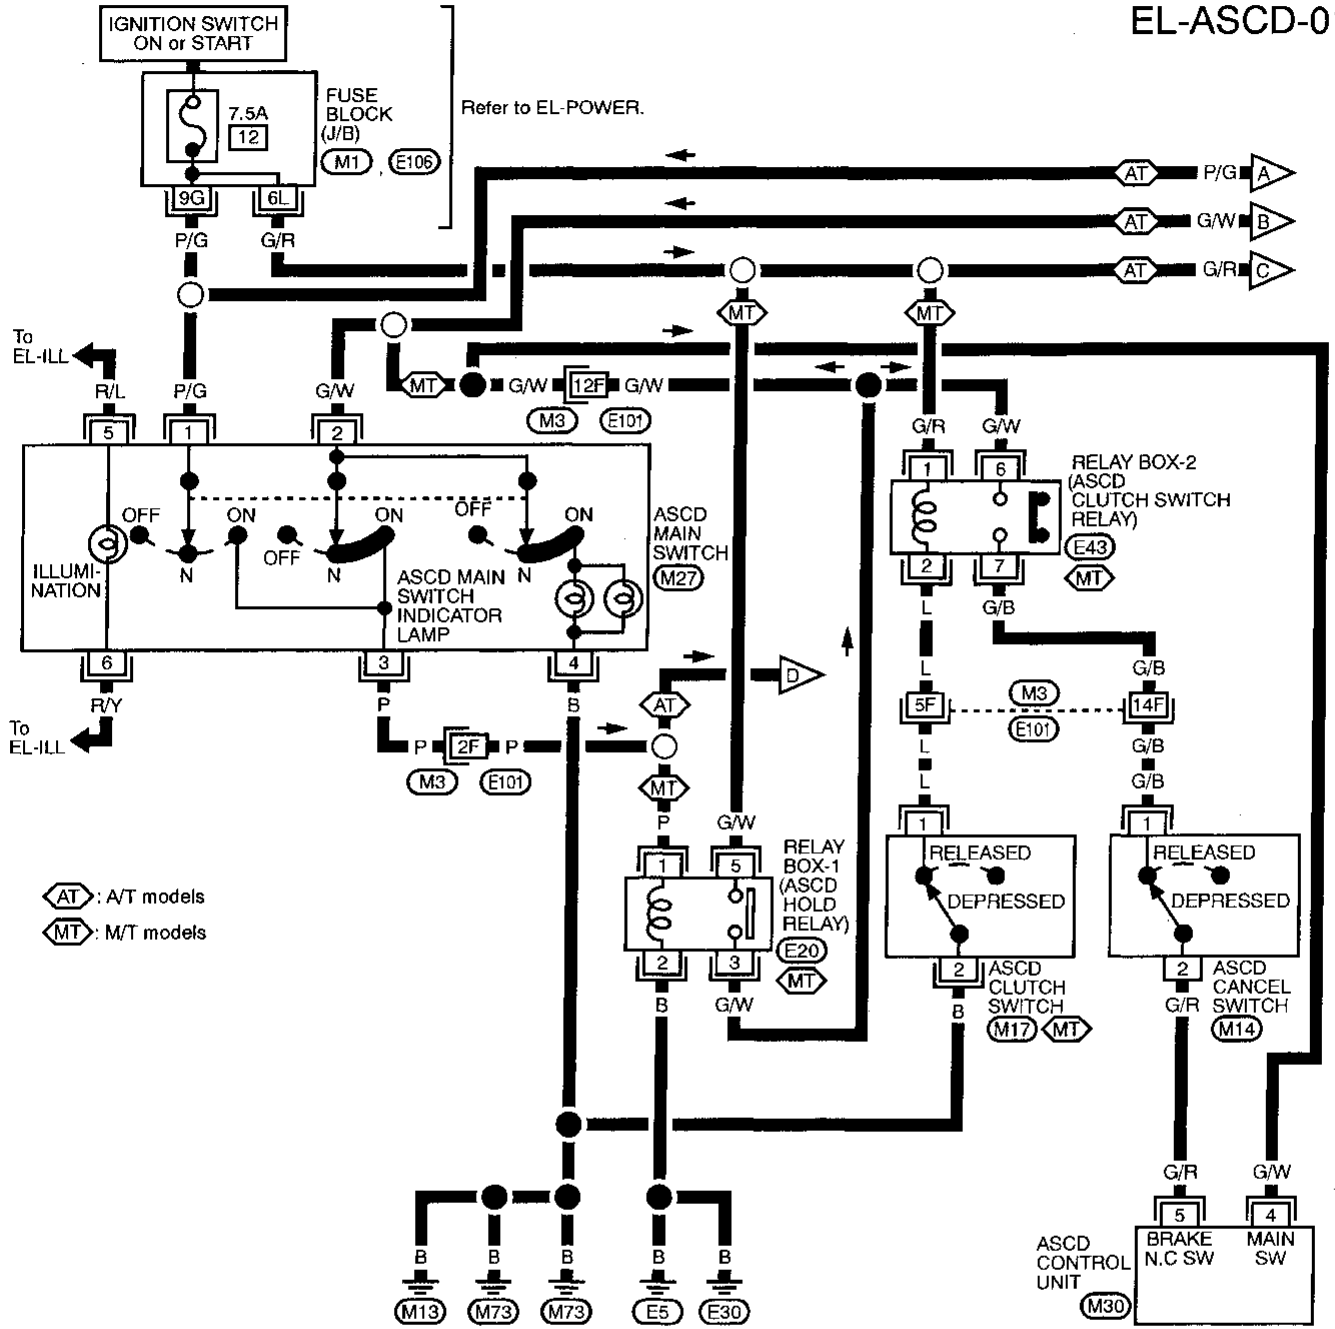 EL-ASCD-0
IGNITION SWITCH
ON or START
FUSE
BLOCK
(J/B)
7.5A
12
M1 , E106
Refer to EL-POWER.
9G 6L
P/G G/R
AT P/G A
AT G/W B
AT G/R C
MT MT
To
EL-ILL
R/L P/G G/W
MT G/W 12F G/W
M3 E101
G/R G/W
5 1 2
1 6
RELAY BOX-2
(ASCD
CLUTCH SWITCH
RELAY)
E43
MT
OFF ON
OFF ON
OFF ON
N N N
ILLUMI-
NATION
ASCD MAIN
SWITCH
INDICATOR
LAMP
ASCD
MAIN
SWITCH
M27
2 7
L G/B
6 3 4
R/Y P B
To
EL-ILL
D
AT
L G/B
5F M3 14F
E101
P 2F P
M3 E101
MT
L G/B
L G/B
P G/W
1 5
RELAY
BOX-1
(ASCD
HOLD
RELAY)
E20
MT
1 1
RELEASED
DEPRESSED
RELEASED
DEPRESSED
AT : A/T models
MT : M/T models
2 3
B G/W
2
ASCD
CLUTCH
SWITCH
M17 MT
B
2
ASCD
CANCEL
SWITCH
M14
G/R
G/R G/W
5 4
BRAKE
N.C SW
MAIN
SW
ASCD
CONTROL
UNIT
M30
B B B B B
M13 M73 M73 E5 E30